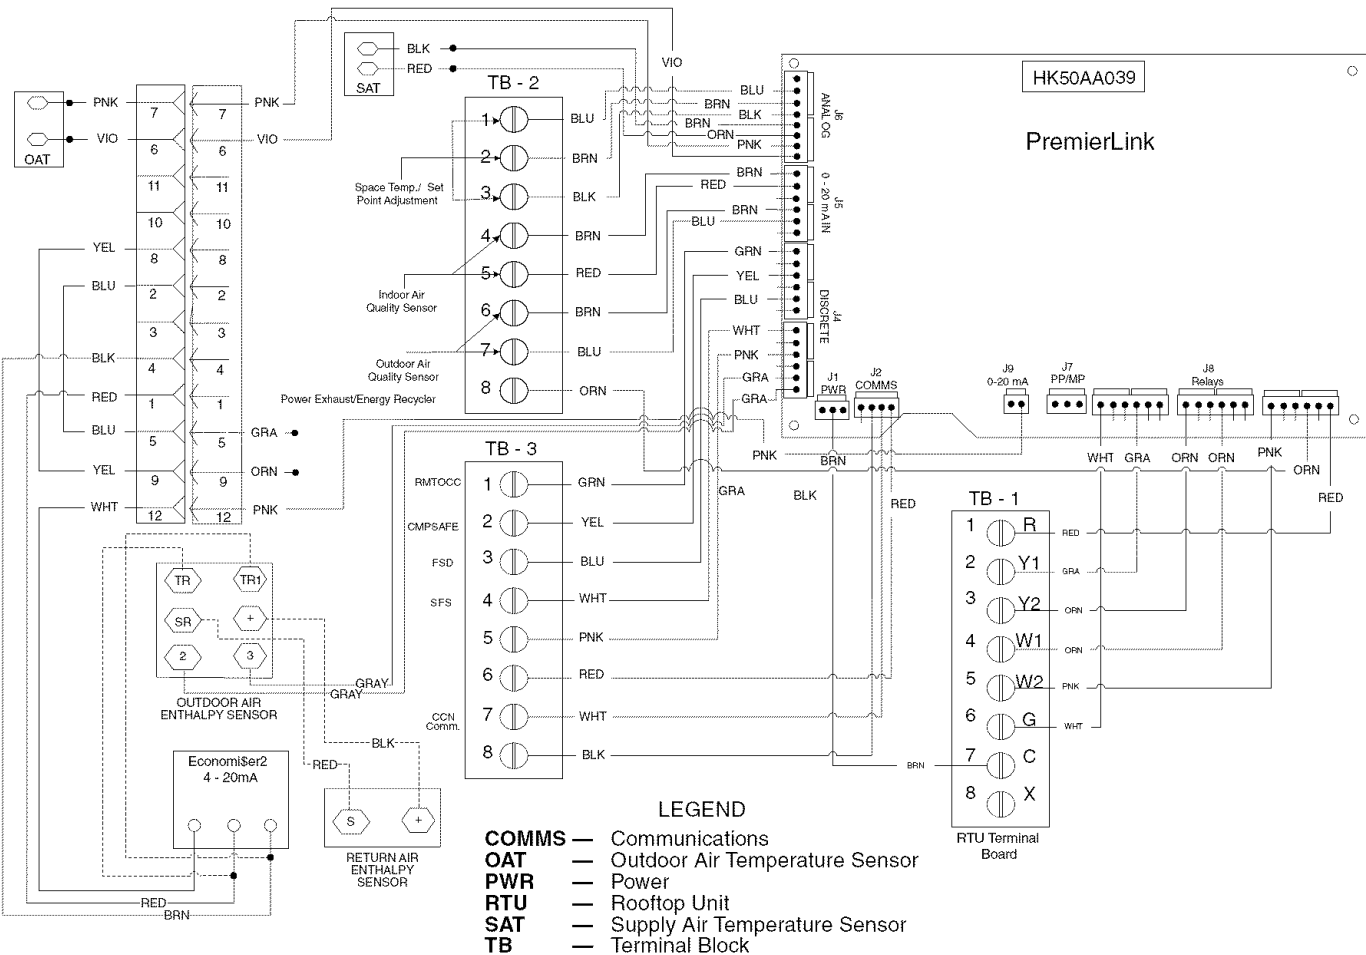 HK50AA039
PremierLink
SAT
BLK
RED
VIO
OAT
PNK
VIO
7
6
11
10
8
2
3
4
1
5
9
12
7
6
11
10
8
2
3
4
1
5
9
12
PNK
VIO
YEL
BLU
BLK
RED
BLU
YEL
WHT
GRA
ORN
PNK
TB - 2
1 BLU
2 BRN
3 BLK
4 BRN
5 RED
6 BRN
7 BLU
8 ORN
Space Temp./ Set
Point Adjustment
Indoor Air
Quality Sensor
Outdoor Air
Quality Sensor
Power Exhaust/Energy Recycler
BLU
BRN
BLK
BRN
ORN
PNK
J6
ANALOG
BRN
RED
BRN
BLU
J5
0 - 20 mA IN
GRN
YEL
BLU
WHT
PNK
GRA
GRA
J4
DISCRETE
J1
PWR
J2
COMMS
J9
0-20 mA
J7
PP/MP
J8
Relays
PNK
BRN
GRA
BLK
RED
WHT
GRA
ORN
ORN
PNK
ORN
RED
TB - 3
RMTOCC 1 GRN
CMPSAFE 2 YEL
FSD 3 BLU
SFS 4 WHT
5 PNK
6 RED
CCN
Comm.
7 WHT
8 BLK
TB - 1
1 R RED
2 Y1 GRA
3 Y2 ORN
4 W1 ORN
5 W2 PNK
6 G WHT
7 C BRN
8 X
RTU Terminal
Board
TR
TR1
SR
+
2
3
GRAY
GRAY
OUTDOOR AIR
ENTHALPY SENSOR
BLK
RED
Economi$er2
4 - 20mA
S
+
RETURN AIR
ENTHALPY
SENSOR
RED
BRN
LEGEND
COMMS — Communications
OAT — Outdoor Air Temperature Sensor
PWR — Power
RTU — Rooftop Unit
SAT — Supply Air Temperature Sensor
TB — Terminal Block